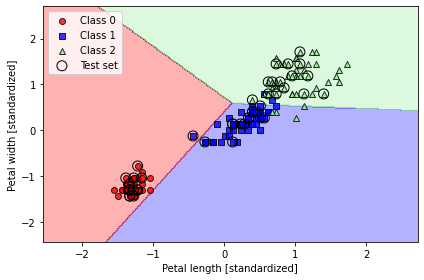 Class 0
Class 1
Class 2
Test set
Petal width [standardized]
2
1
0
−1
−2
−2
−1
0
1
2
Petal length [standardized]